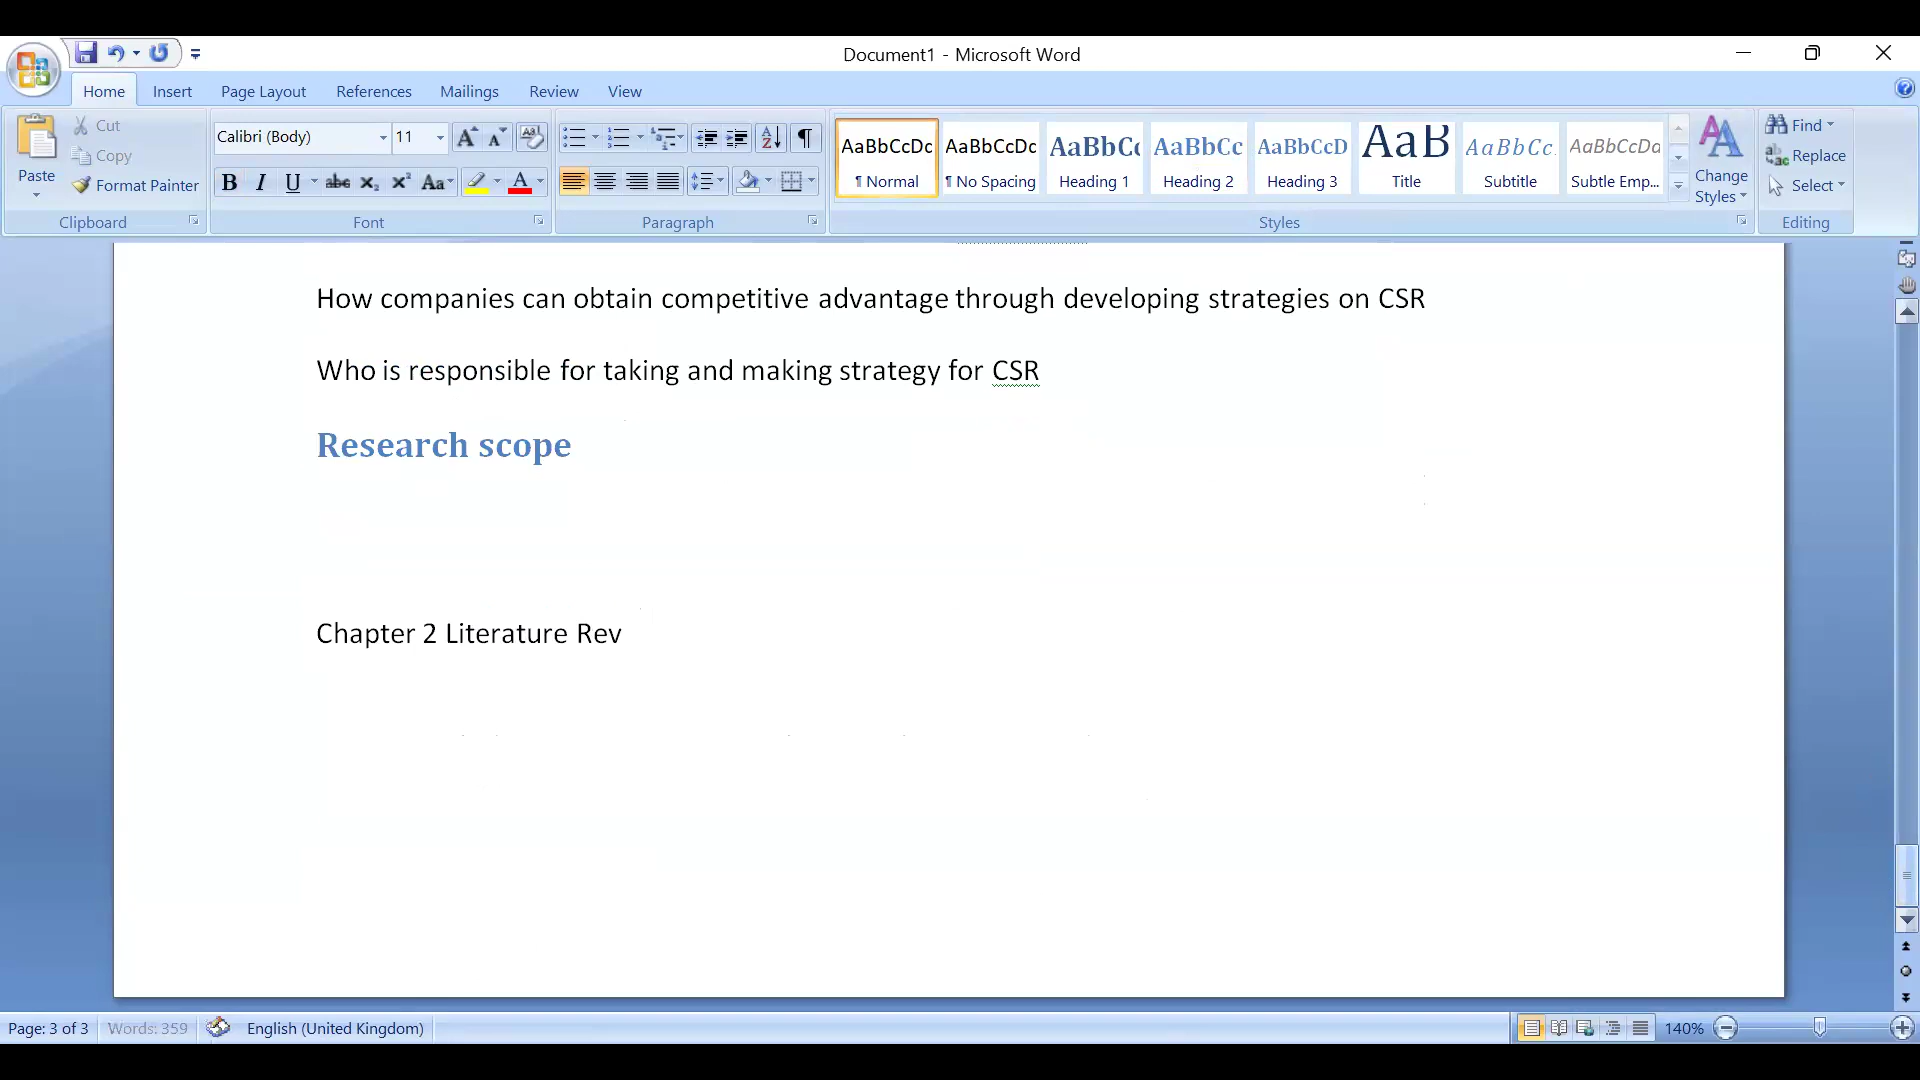 Document1 - Microsoft Word
Home Insert Page Layout References Mailings Review View
Paste
Cut
Copy
Format Painter
Clipboard
Calibri (Body) 11
Font
Paragraph
AaBbCcDc AaBbCcDc AaBbCc AaBbCc AaBbCcD AaB AaBbCc. AaBbCcDa
¶ Normal ¶ No Spacing Heading 1 Heading 2 Heading 3 Title Subtitle Subtle Emp...
Change
Styles
Styles
Find
Replace
Select
Editing
How companies can obtain competitive advantage through developing strategies on CSR
Who is responsible for taking and making strategy for CSR
Research scope
Chapter 2 Literature Rev
Page: 3 of 3 Words: 359 English (United Kingdom) 140%